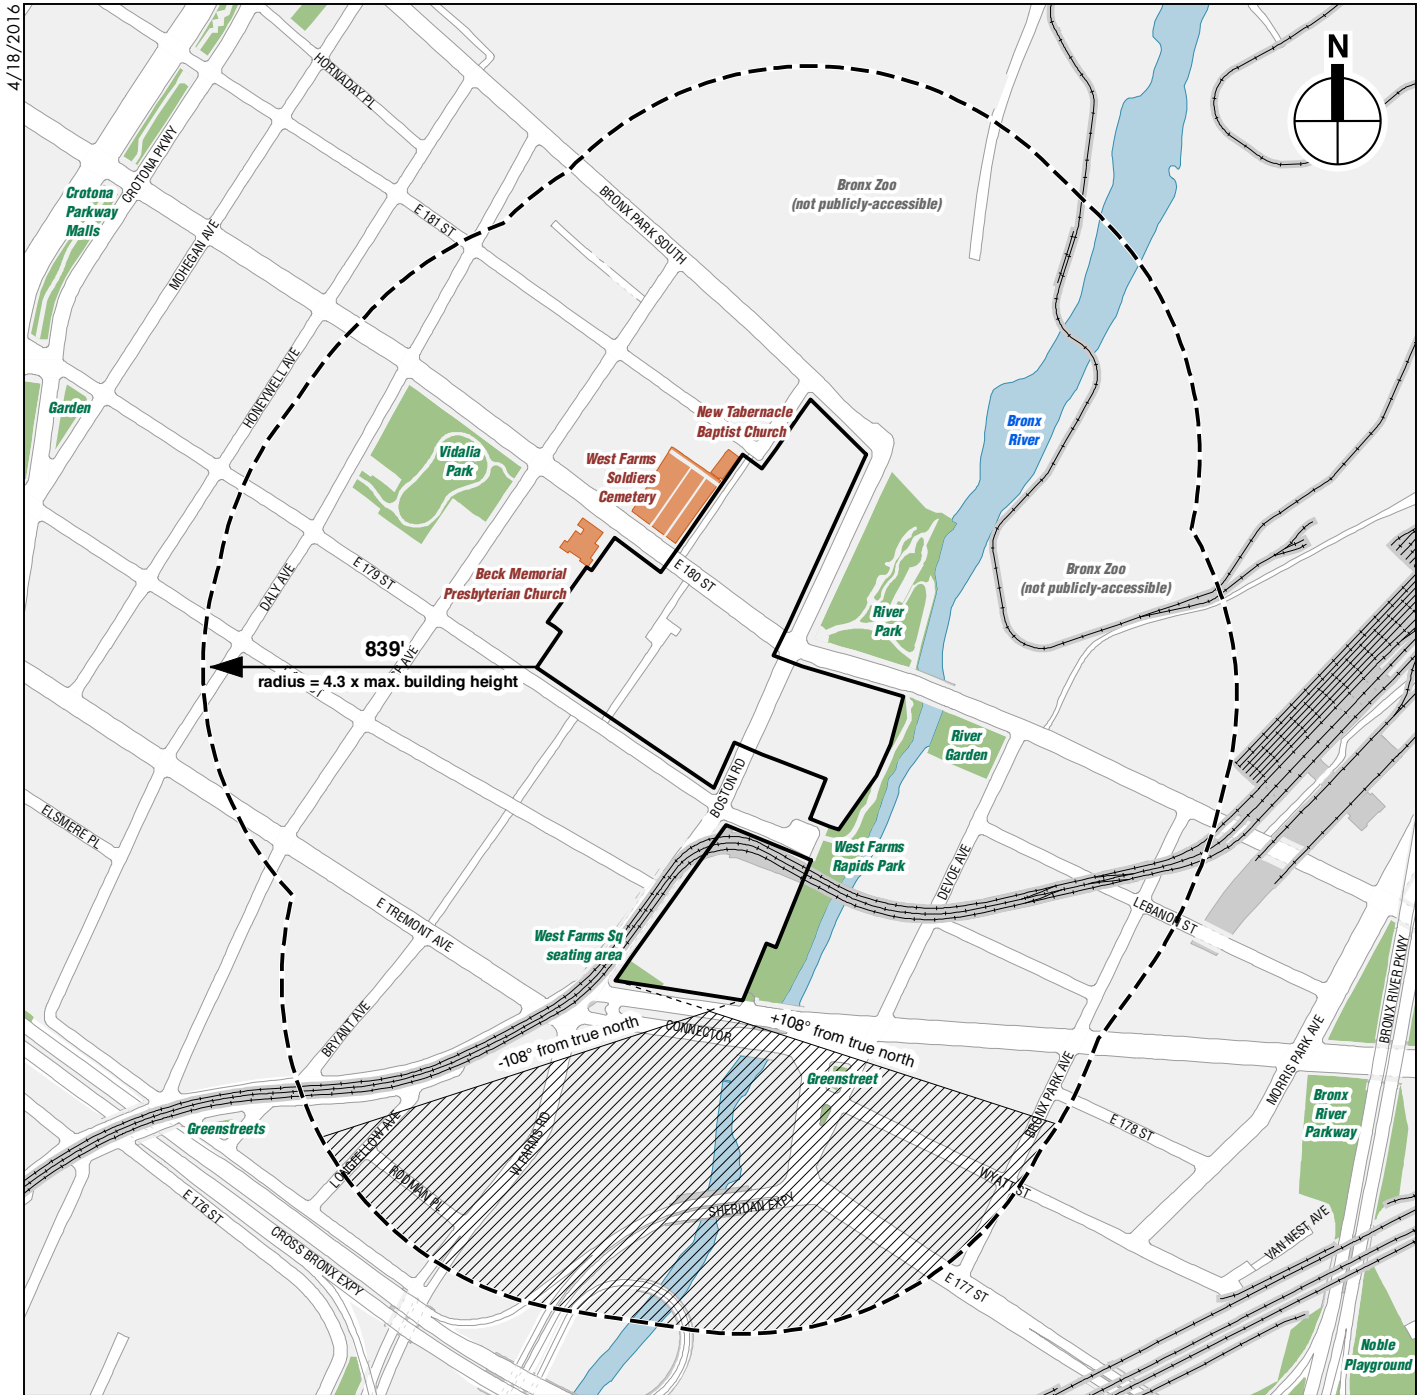 4/18/2016
N
HORNADAY PL
CROTONA PKWY
Crotona
Parkway
Malls
MOHEGAN AVE
E 181 ST
BRONX PARK SOUTH
Bronx Zoo
(not publicly-accessible)
HONEYWELL AVE
Garden
Vidalia
Park
New Tabernacle
Baptist Church
West Farms
Soldiers
Cemetery
Bronx
River
Beck Memorial
Presbyterian Church
E 179 ST
E 180 ST
DALY AVE
Bronx Zoo
(not publicly-accessible)
River
Park
839'
radius = 4.3 x max. building height
AVE
ST
River
Garden
BOSTON RD
ELSMERE PL
West Farms
Rapids Park
DEVOE AVE
LEBANON ST
E TREMONT AVE
West Farms Sq
seating area
BRONX RIVER PKWY
BRYANT AVE
-108° from true north
CONNECTOR
+108° from true north
Greenstreet
MORRIS PARK AVE
BRONX PARK AVE
Greenstreets
E 178 ST
Bronx
River
Parkway
LONGFELLOW AVE
W FARMS RD
RODMAN PL
WYATT ST
SHERIDAN EXPY
E 176 ST
CROSS BRONX EXPY
VAN NEST AVE
E 177 ST
Noble
Playground